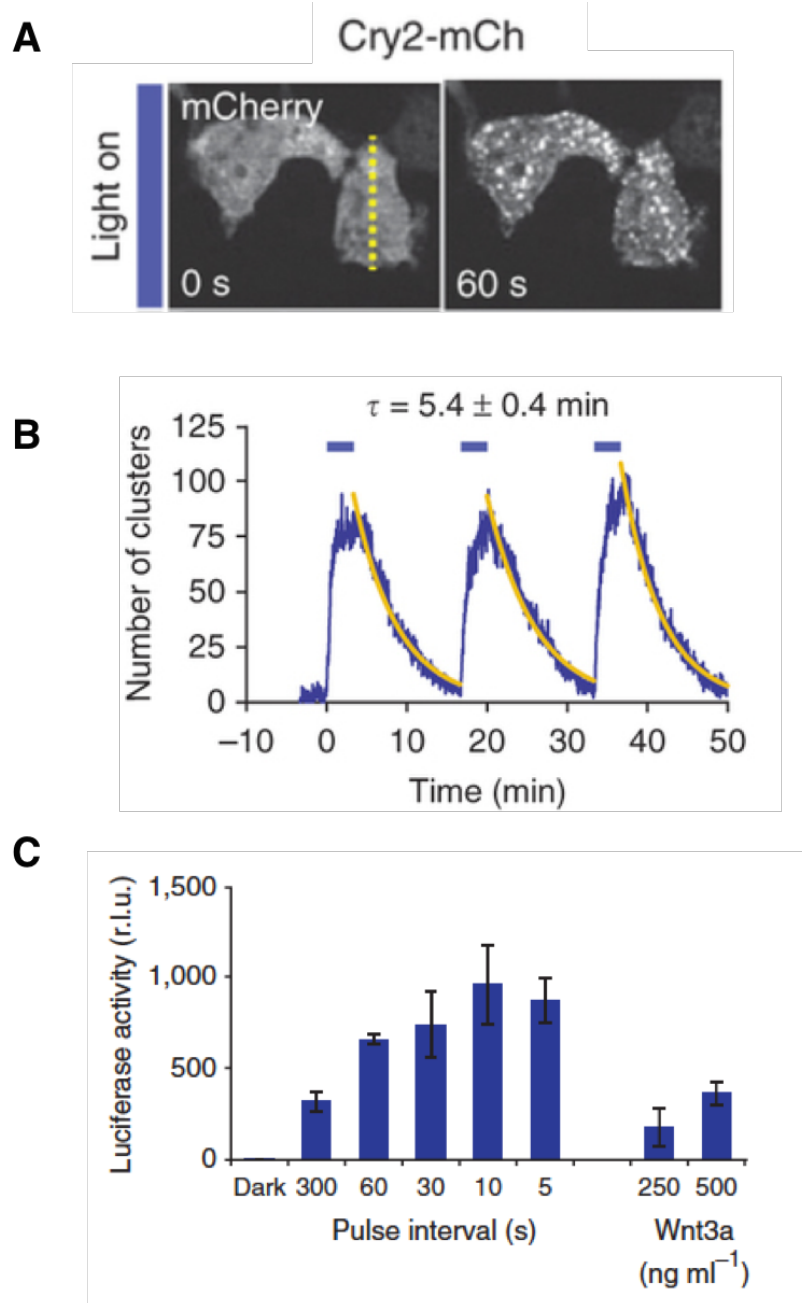 A
Cry2-mCh
Light on
mCherry
0 s
60 s
B
τ = 5.4 ± 0.4 min
Number of clusters
125
100
75
50
25
0
–10 0 10 20 30 40 50
Time (min)
C
Luciferase activity (r.l.u.)
1,500
1,000
500
0
Dark 300 60 30 10 5 250 500
Pulse interval (s) Wnt3a
(ng ml⁻¹)